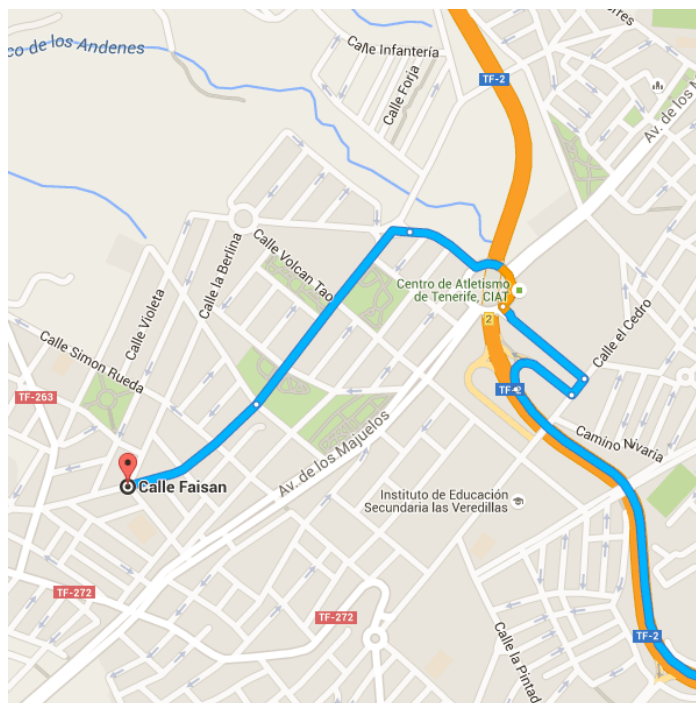 co de los Andenes
Calle Infantería
Calle Forja
TF-2
Av. de los Ma
Calle Violeta
Calle la Berlina
Calle Volcan Tao
Centro de Atletismo
de Tenerife, CIAT
2
Calle el Cedro
Calle Simon Rueda
TF-263
TF-2
Camino Nivaria
Av. de los Majuelos
Calle Faisan
Instituto de Educación
Secundaria las Veredillas
TF-272
TF-272
Calle la Pintad
TF-2